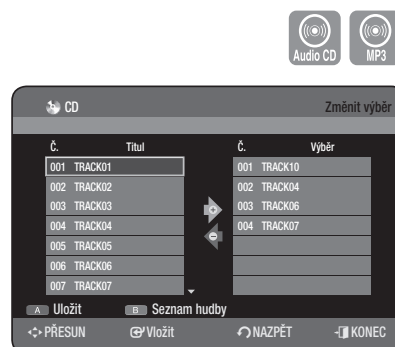 Audio CD MP3
CD Změnit výběr
Č. Titul Č. Výběr
001 TRACK01 001 TRACK10
002 TRACK02 002 TRACK04
003 TRACK03 003 TRACK06
004 TRACK04 004 TRACK07
005 TRACK05
006 TRACK06
007 TRACK07
A Uložit B Seznam hudby
PŘESUN Vložit NAZPĚT KONEC